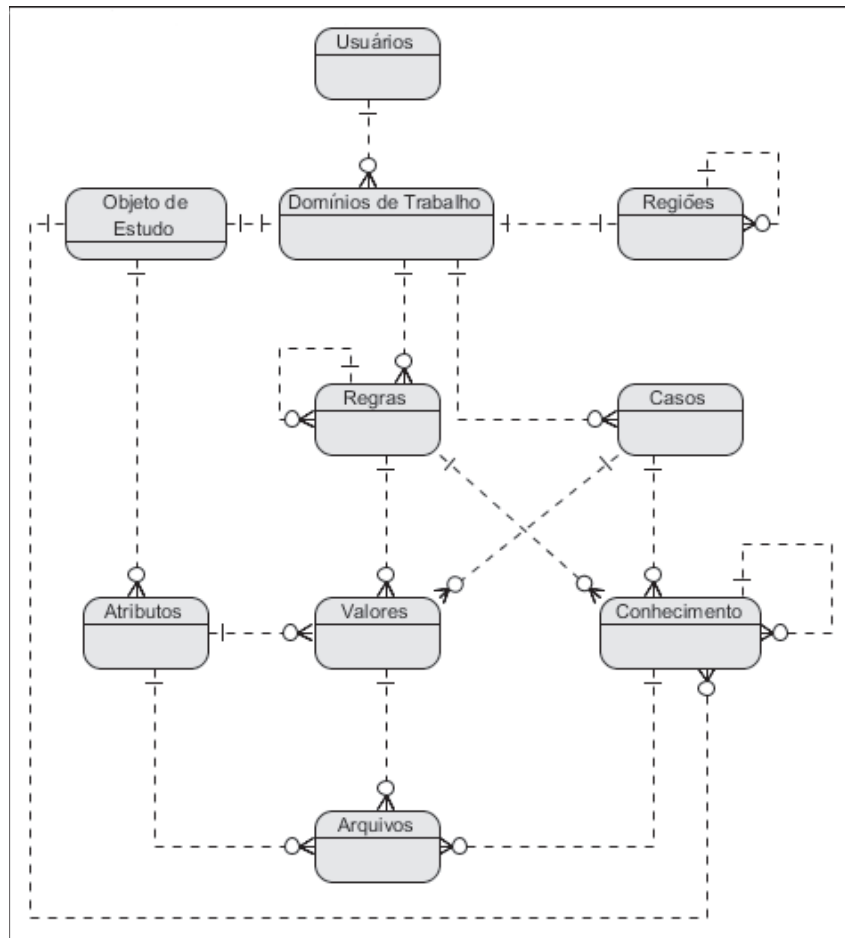 Usuários
Objeto de
Estudo
Domínios de Trabalho
Regiões
Regras
Casos
Atributos
Valores
Conhecimento
Arquivos